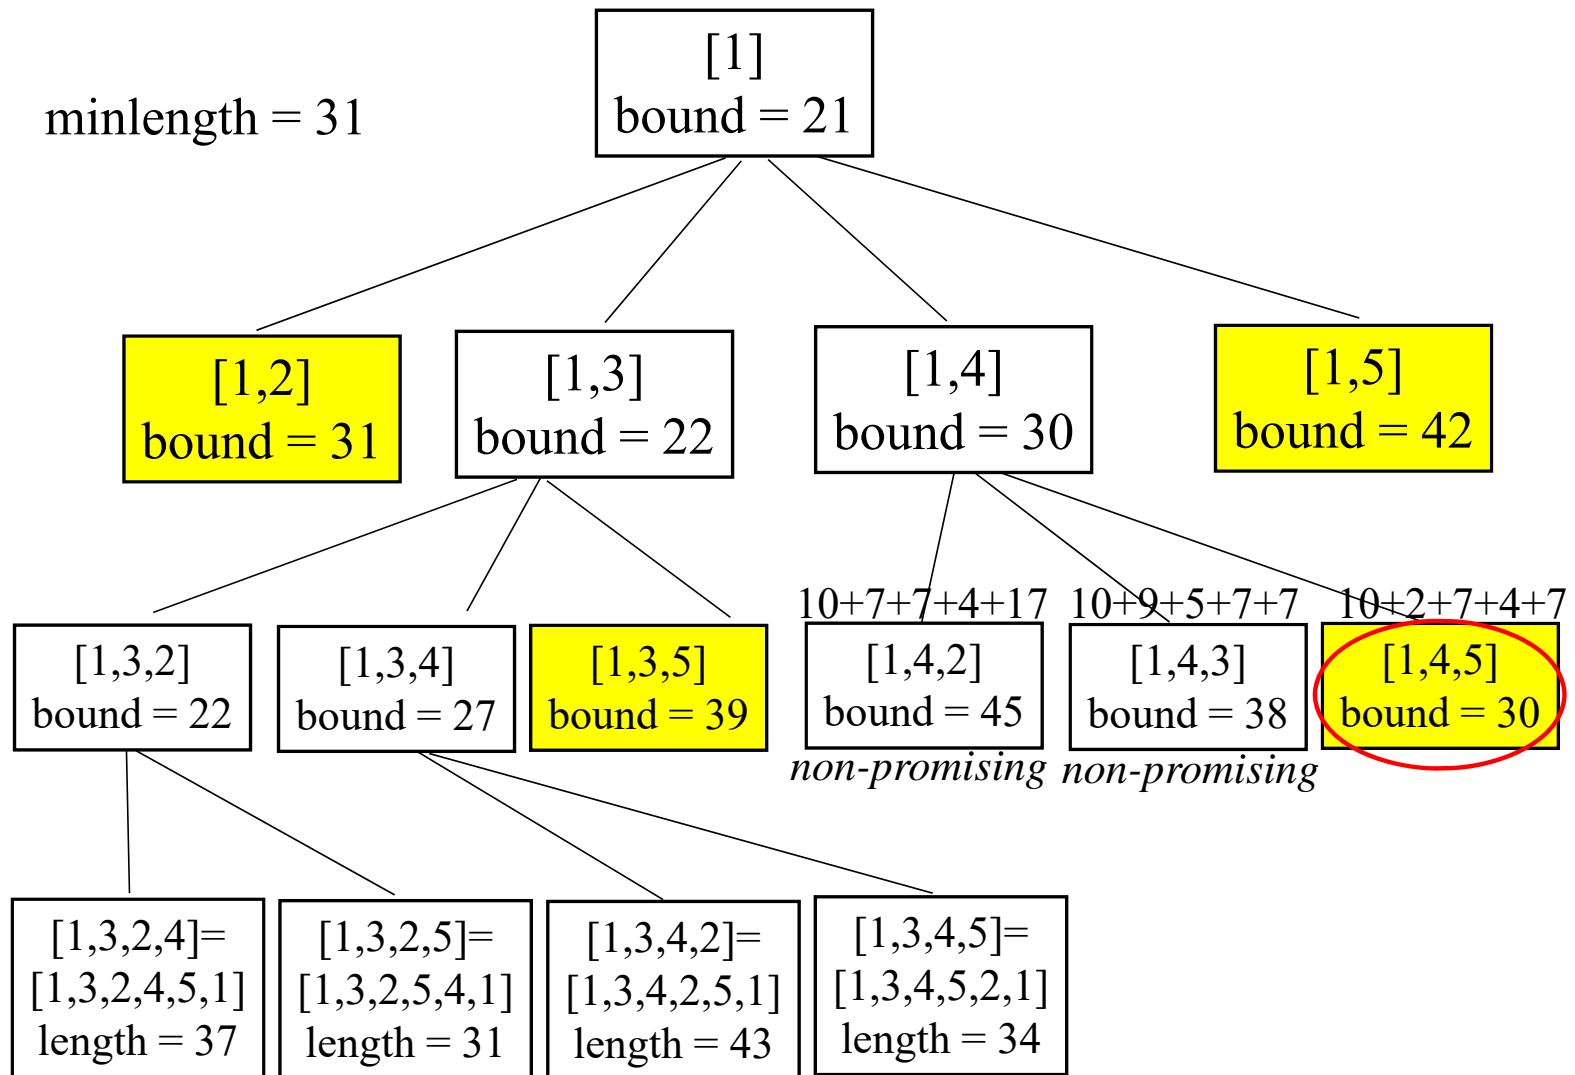 [1]
bound = 21
minlength = 31
[1,2]
bound = 31
[1,3]
bound = 22
[1,4]
bound = 30
[1,5]
bound = 42
10+7+7+4+17
10+9+5+7+7
10+2+7+4+7
[1,3,2]
bound = 22
[1,3,4]
bound = 27
[1,3,5]
bound = 39
[1,4,2]
bound = 45
non-promising
[1,4,3]
bound = 38
non-promising
[1,4,5]
bound = 30
[1,3,2,4]=
[1,3,2,4,5,1]
length = 37
[1,3,2,5]=
[1,3,2,5,4,1]
length = 31
[1,3,4,2]=
[1,3,4,2,5,1]
length = 43
[1,3,4,5]=
[1,3,4,5,2,1]
length = 34